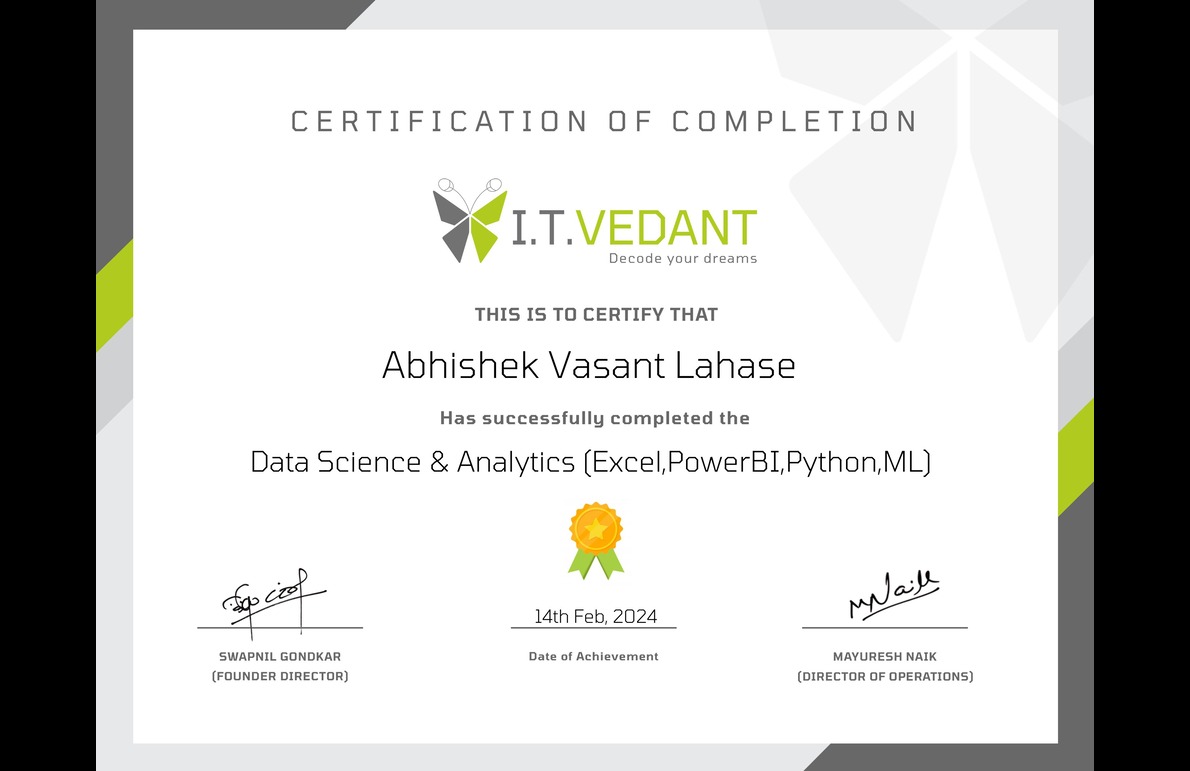 CERTIFICATION OF COMPLETION
I.T.VEDANT
Decode your dreams
THIS IS TO CERTIFY THAT
Abhishek Vasant Lahase
Has successfully completed the
Data Science & Analytics (Excel,PowerBI,Python,ML)
14th Feb, 2024
SWAPNIL GONDKAR
(FOUNDER DIRECTOR)
Date of Achievement
MAYURESH NAIK
(DIRECTOR OF OPERATIONS)